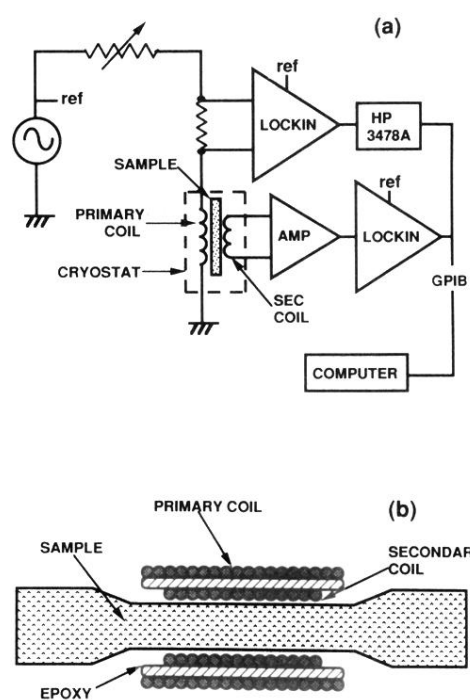 (a)
ref
ref
LOCKIN
HP
3478A
SAMPLE
ref
PRIMARY
COIL
AMP
LOCKIN
CRYOSTAT
GPIB
SEC
COIL
COMPUTER
(b)
PRIMARY COIL
SAMPLE
SECONDAR
COIL
EPOXY